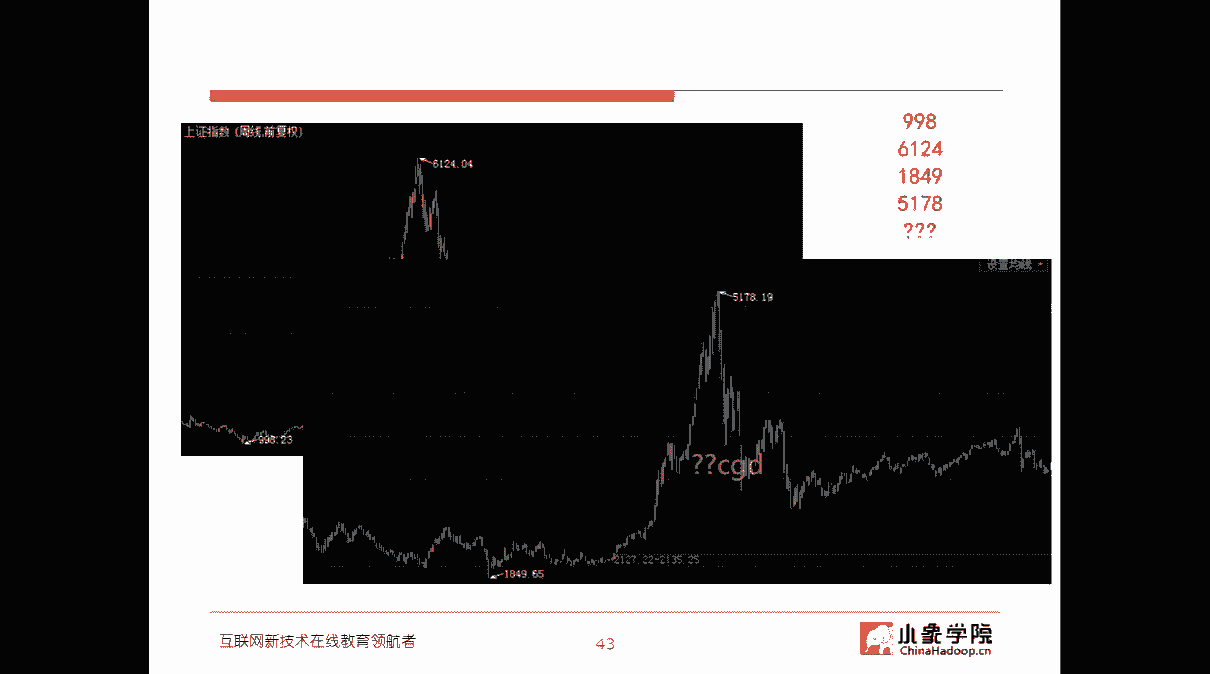 上证指数 (周线.前复权)
6124.04
998.23
998
6124
1849
5178
???
设置均线
5178.19
??cgd
2127.22-2135.25
1849.65
互联网新技术在线教育领航者
43
小象学院
ChinaHadoop.cn